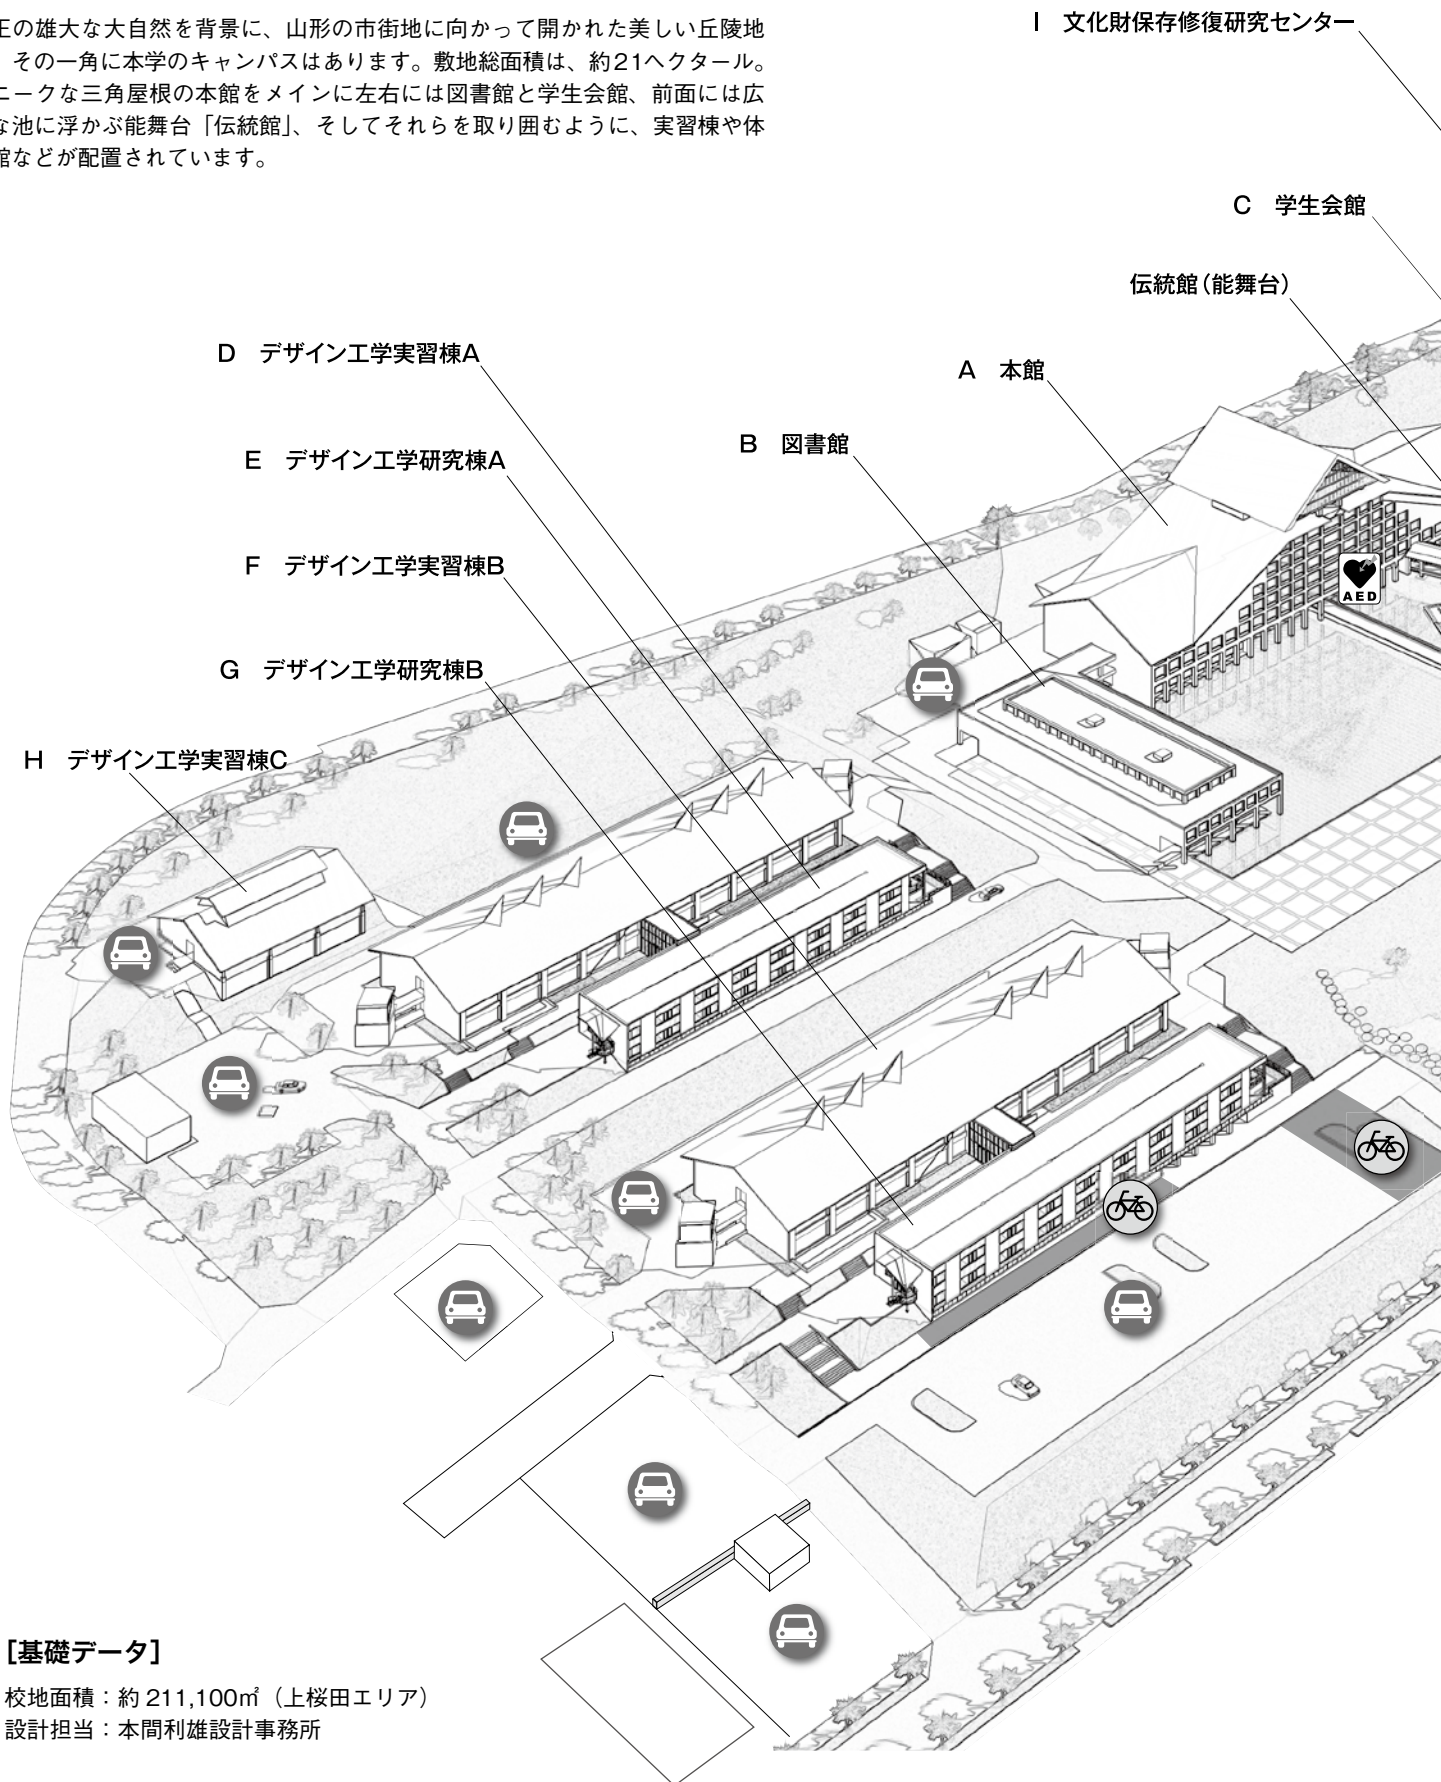 王の雄大な大自然を背景に、山形の市街地に向かって開かれた美しい丘陵地
、その一角に本学のキャンパスはあります。敷地総面積は、約21ヘクタール。
ニークな三角屋根の本館をメインに左右には図書館と学生会館、前面には広
な池に浮かぶ能舞台「伝統館」、そしてそれらを取り囲むように、実習棟や体
館などが配置されています。
I 文化財保存修復研究センター
C 学生会館
伝統館（能舞台）
D デザイン工学実習棟A
A 本館
B 図書館
E デザイン工学研究棟A
F デザイン工学実習棟B
AED
G デザイン工学研究棟B
H デザイン工学実習棟C
［基礎データ］
校地面積：約 211,100㎡（上桜田エリア）
設計担当：本間利雄設計事務所